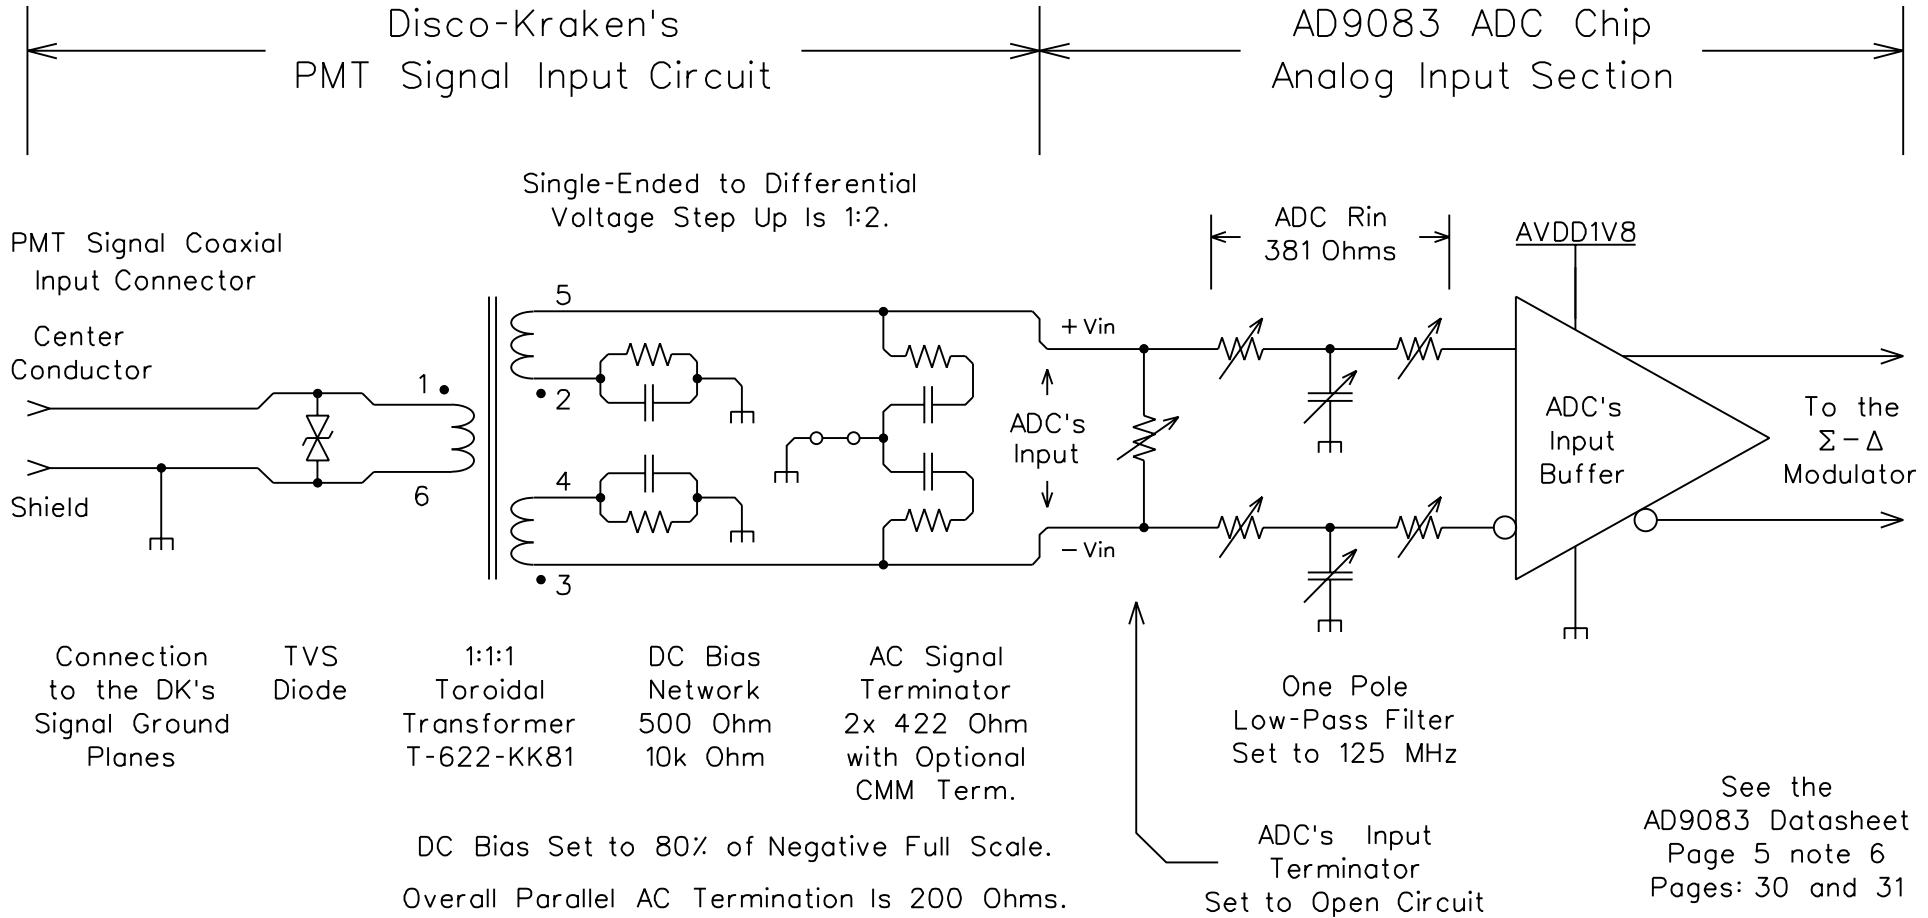 Disco-Kraken's
PMT Signal Input Circuit
AD9083 ADC Chip
Analog Input Section
Single-Ended to Differential
Voltage Step Up Is 1:2.
PMT Signal Coaxial
Input Connector
Center
Conductor
Shield
1
6
5
2
4
3
ADC's
Input
+Vin
−Vin
ADC Rin
381 Ohms
AVDD1V8
ADC's
Input
Buffer
To the
Σ−Δ
Modulator
Connection
to the DK's
Signal Ground
Planes
TVS
Diode
1:1:1
Toroidal
Transformer
T-622-KK81
DC Bias
Network
500 Ohm
10k Ohm
AC Signal
Terminator
2x 422 Ohm
with Optional
CMM Term.
One Pole
Low-Pass Filter
Set to 125 MHz
DC Bias Set to 80% of Negative Full Scale.
Overall Parallel AC Termination Is 200 Ohms.
ADC's Input
Terminator
Set to Open Circuit
See the
AD9083 Datasheet
Page 5 note 6
Pages: 30 and 31